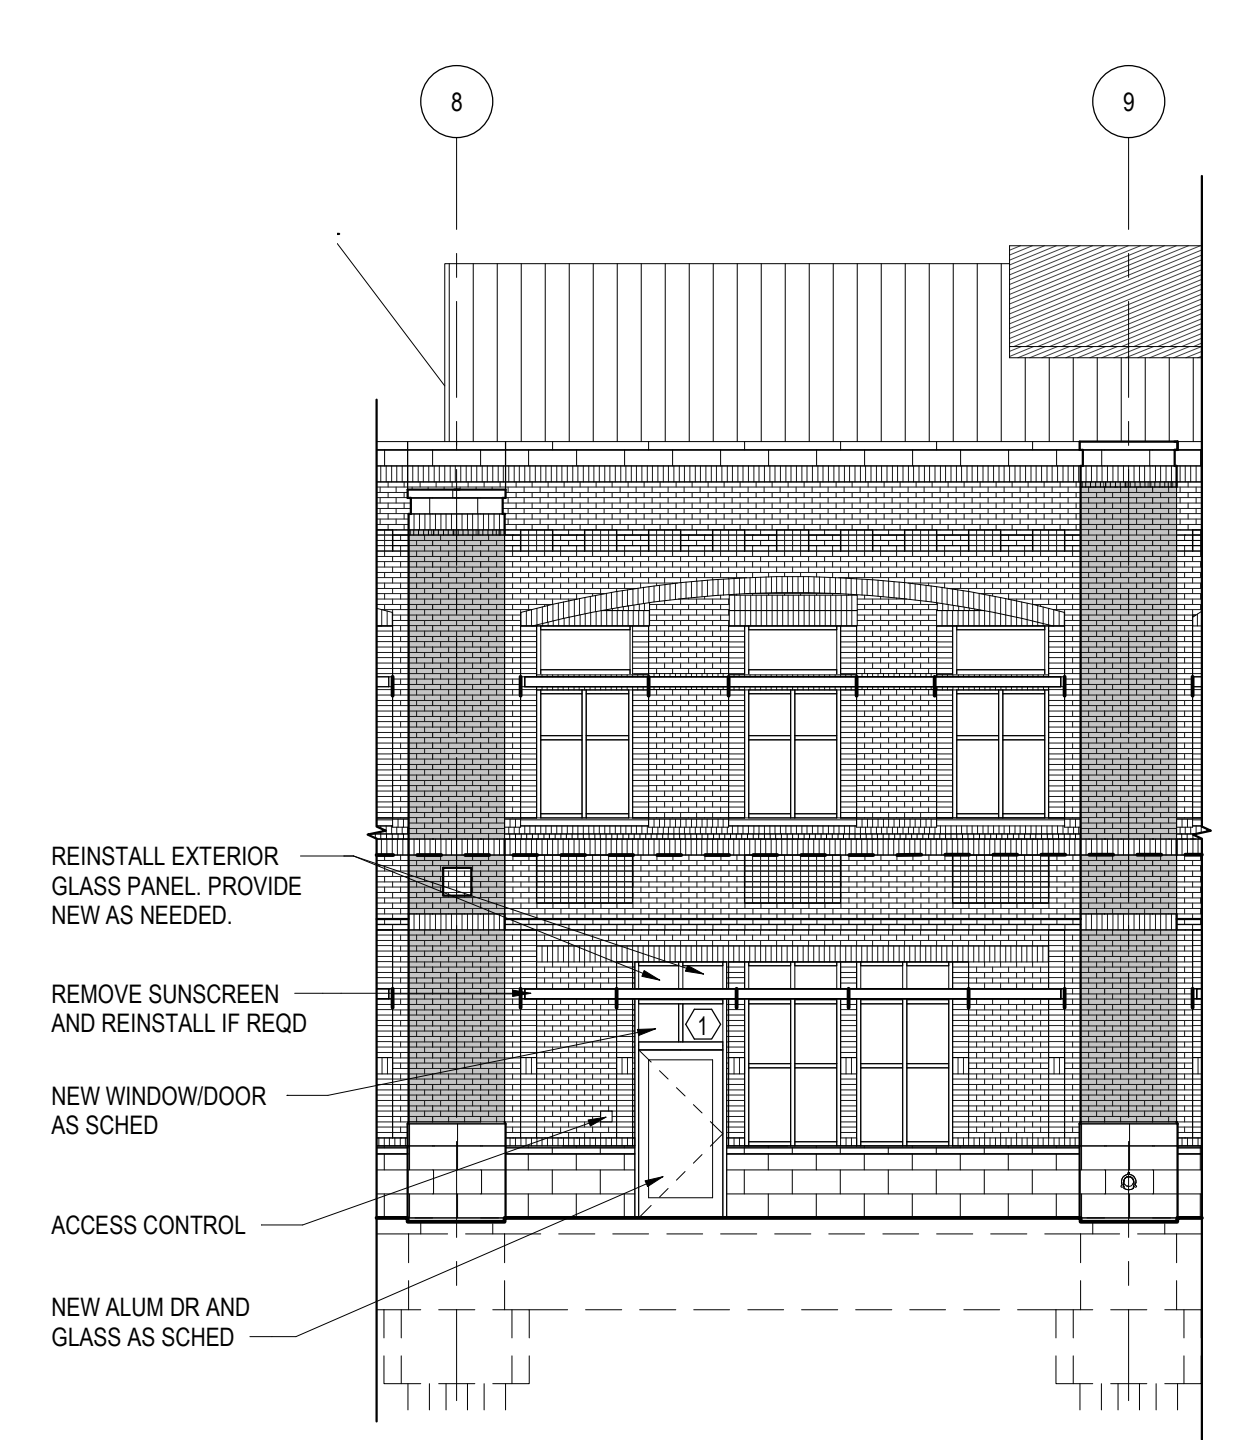 8
9
REINSTALL EXTERIOR
GLASS PANEL. PROVIDE
NEW AS NEEDED.
REMOVE SUNSCREEN
AND REINSTALL IF REQD
1
NEW WINDOW/DOOR
AS SCHED
ACCESS CONTROL
NEW ALUM DR AND
GLASS AS SCHED